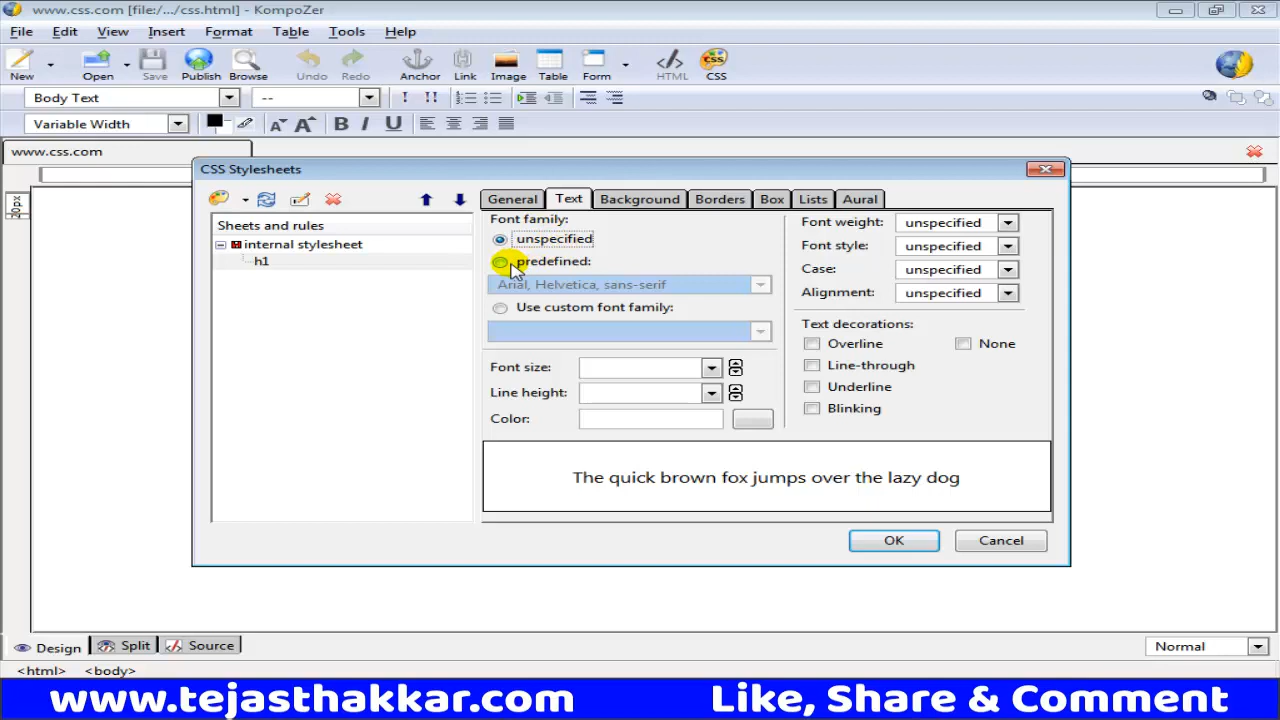 www.css.com [file:/.../css.html] - KompoZer
File Edit View Insert Format Table Tools Help
New Open Save Publish Browse Undo Redo Anchor Link Image Table Form HTML CSS
Body Text --
Variable Width B I U
www.css.com
CSS Stylesheets
General Text Background Borders Box Lists Aural
Sheets and rules
internal stylesheet
h1
Font family:
unspecified
predefined:
Arial, Helvetica, sans-serif
Use custom font family:
Font size:
Line height:
Color:
Font weight: unspecified
Font style: unspecified
Case: unspecified
Alignment: unspecified
Text decorations:
Overline None
Line-through
Underline
Blinking
The quick brown fox jumps over the lazy dog
OK Cancel
Design Split Source Normal
<html> <body>
www.tejasthakkar.com Like, Share & Comment